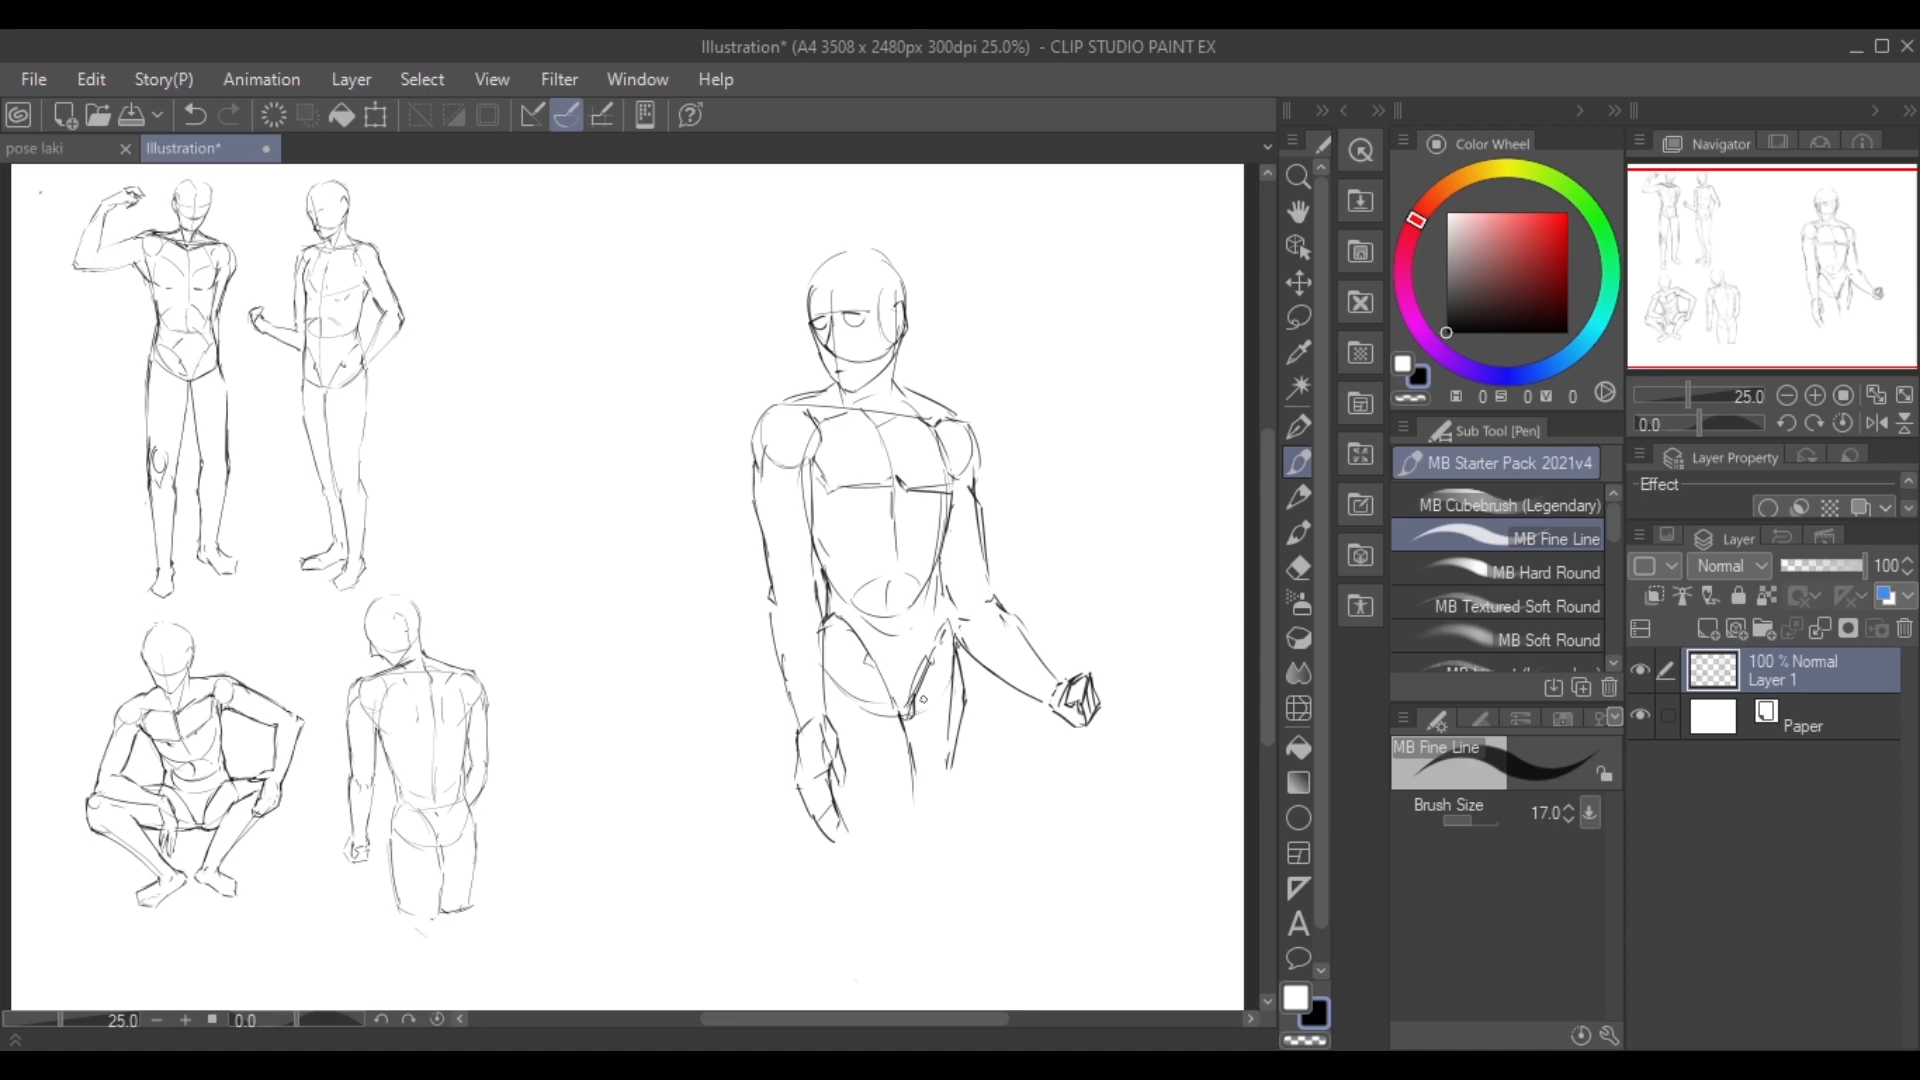 Illustration* (A4 3508 x 2480px 300dpi 25.0%) - CLIP STUDIO PAINT EX
File Edit Story(P) Animation Layer Select View Filter Window Help
pose laki Illustration*
Color Wheel
Navigator
25.0
0.0
H 0 S 0 V 0
Sub Tool [Pen]
MB Starter Pack 2021v4
MB Cubebrush (Legendary)
MB Fine Line
MB Hard Round
MB Textured Soft Round
MB Soft Round
Layer Property
Effect
Layer
Normal 100
100 % Normal
Layer 1
Paper
MB Fine Line
Brush Size 17.0
25.0 0.0